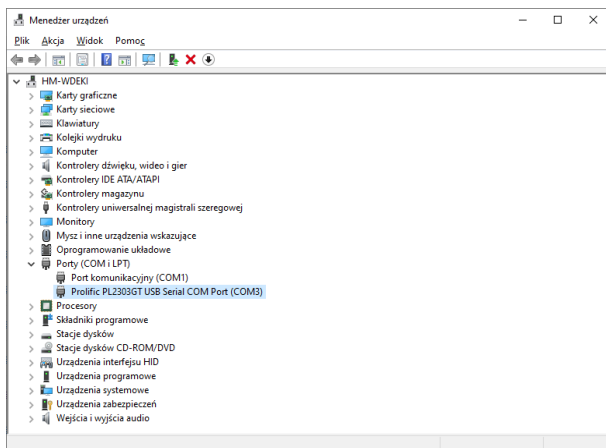 Menedżer urządzeń
Plik Akcja Widok Pomoc
HM-WDEKI
Karty graficzne
Karty sieciowe
Klawiatury
Kolejki wydruku
Komputer
Kontrolery dźwięku, wideo i gier
Kontrolery IDE ATA/ATAPI
Kontrolery magazynu
Kontrolery uniwersalnej magistrali szeregowej
Monitory
Mysz i inne urządzenia wskazujące
Oprogramowanie układowe
Porty (COM i LPT)
Port komunikacyjny (COM1)
Prolific PL2303GT USB Serial COM Port (COM3)
Procesory
Składniki programowe
Stacje dysków
Stacje dysków CD-ROM/DVD
Urządzenia interfejsu HID
Urządzenia programowe
Urządzenia systemowe
Urządzenia zabezpieczeń
Wejścia i wyjścia audio